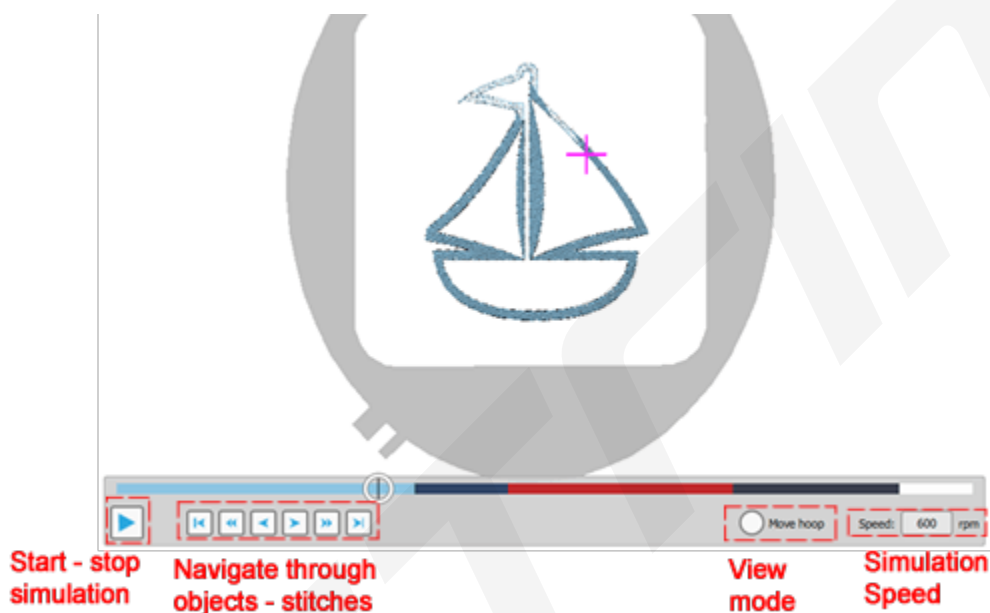 Move hoop
Speed: 600 rpm
Start - stop
simulation
Navigate through
objects - stitches
View
mode
Simulation
Speed